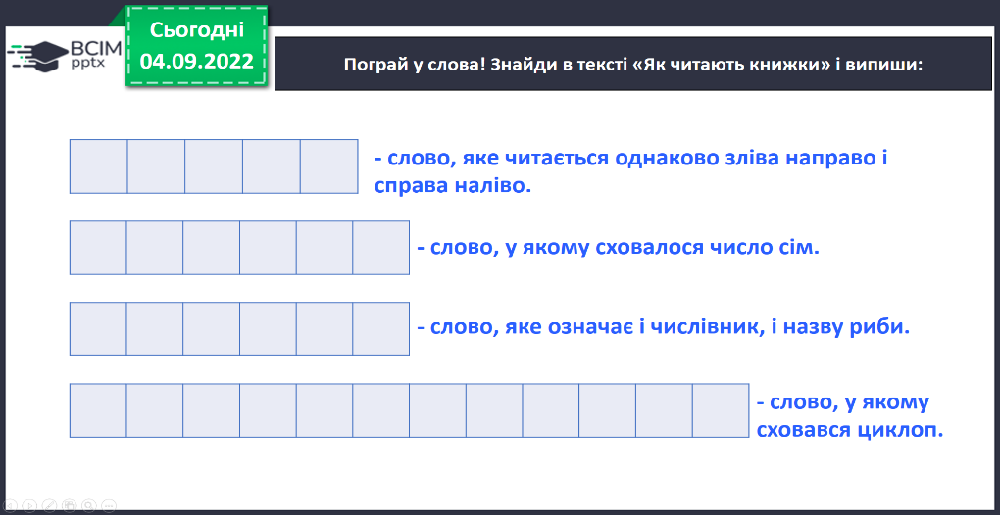 Сьогодні
04.09.2022
ВСІМ
pptx
Пограй у слова! Знайди в тексті «Як читають книжки» і випиши:
- слово, яке читається однаково зліва направо і
справа наліво.
- слово, у якому сховалося число сім.
- слово, яке означає і числівник, і назву риби.
- слово, у якому
сховався циклоп.